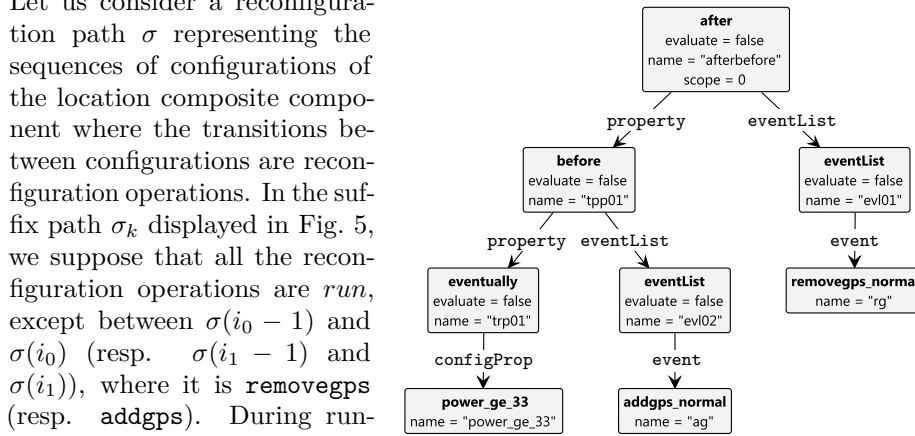 Let us consider a reconfigura-
tion path σ representing the
sequences of configurations of
the location composite compo-
nent where the transitions be-
tween configurations are recon-
figuration operations. In the suf-
fix path σk displayed in Fig. 5,
we suppose that all the recon-
figuration operations are run,
except between σ(i0 − 1) and
σ(i0) (resp. σ(i1 − 1) and
σ(i1)), where it is removegps
(resp. addgps). During run-
after
evaluate = false
name = "afterbefore"
scope = 0
property
eventList
before
evaluate = false
name = "tpp01"
eventList
evaluate = false
name = "evl01"
property
eventList
event
eventually
evaluate = false
name = "trp01"
eventList
evaluate = false
name = "evl02"
removegps_norma
name = "rg"
configProp
event
power_ge_33
name = "power_ge_33"
addgps_normal
name = "ag"